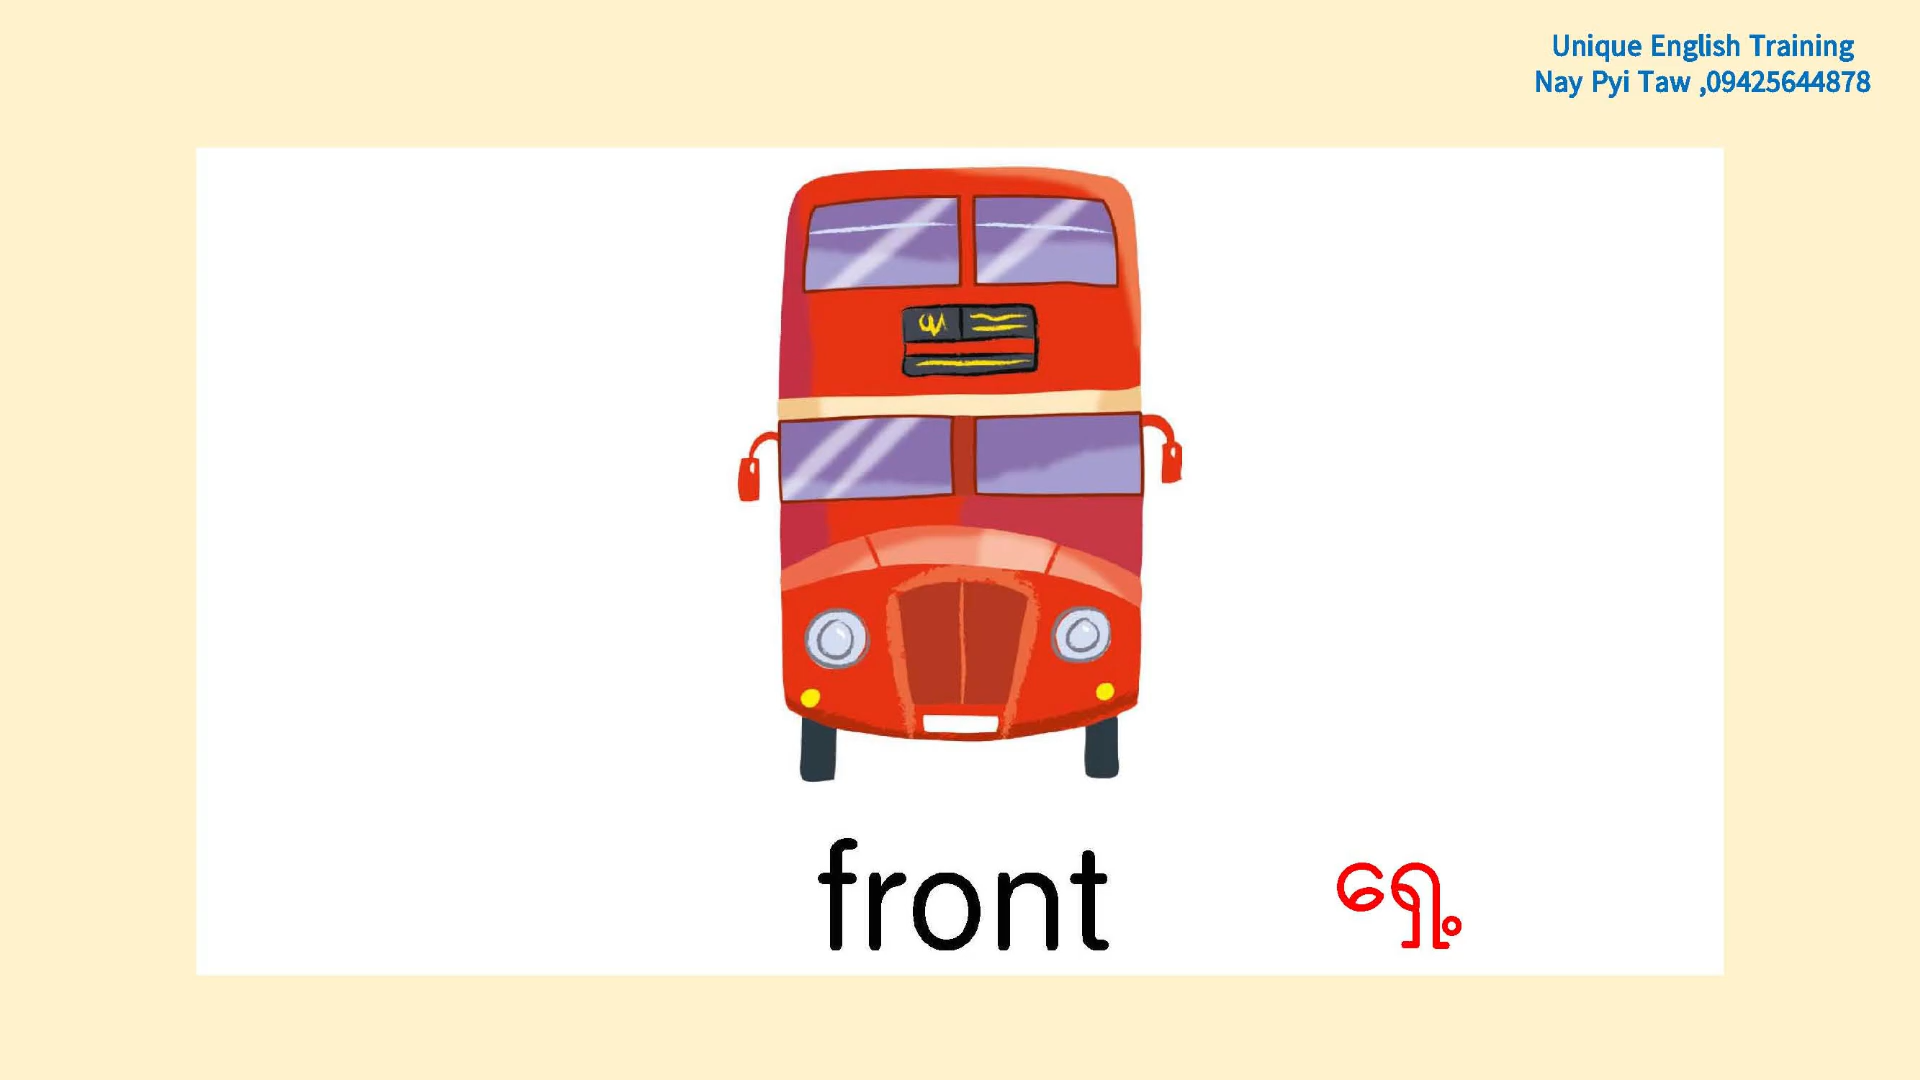 Unique English Training
Nay Pyi Taw ,09425644878
front ရှေ့